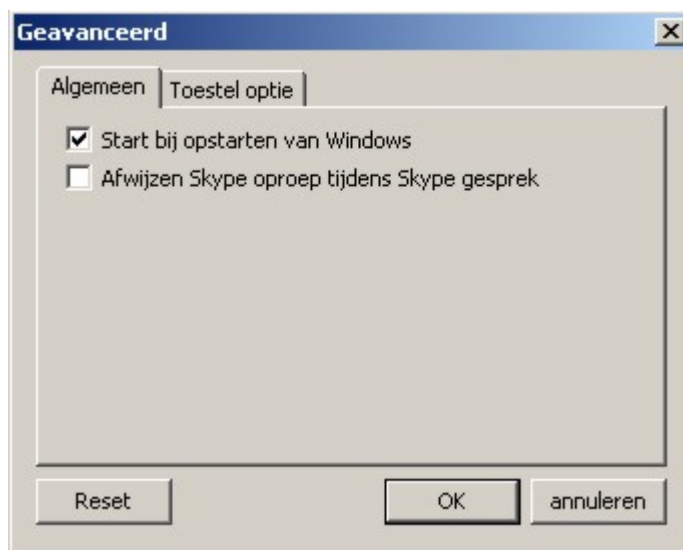 Geavanceerd
Algemeen
Toestel optie
Start bij opstarten van Windows
Afwijzen Skype oproep tijdens Skype gesprek
Reset
OK
annuleren